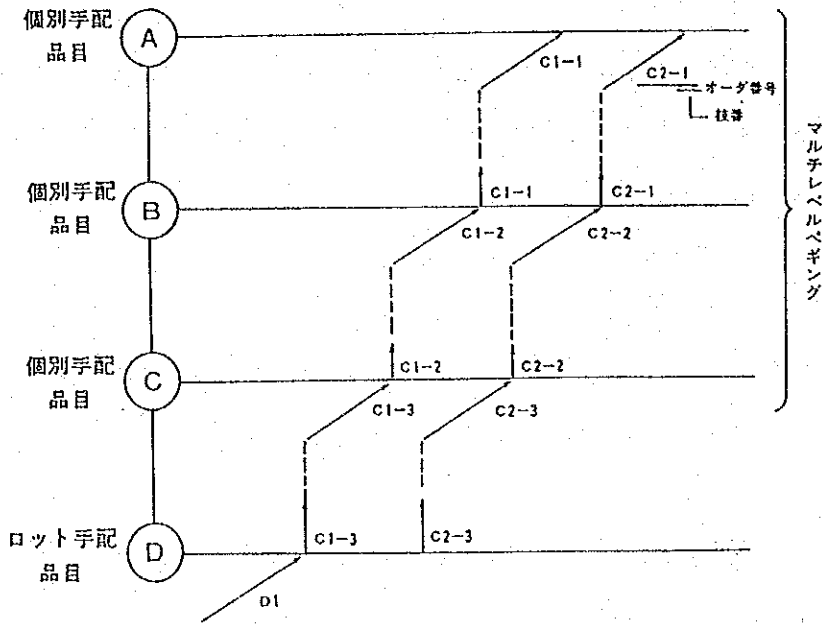 個別手配
品目
A
C1-1
C2-1
オーダ番号
枝番
マルチレベルペギング
個別手配
品目
B
C1-1
C2-1
C1-2
C2-2
個別手配
品目
C
C1-2
C2-2
C1-3
C2-3
ロット手配
品目
D
C1-3
C2-3
D1